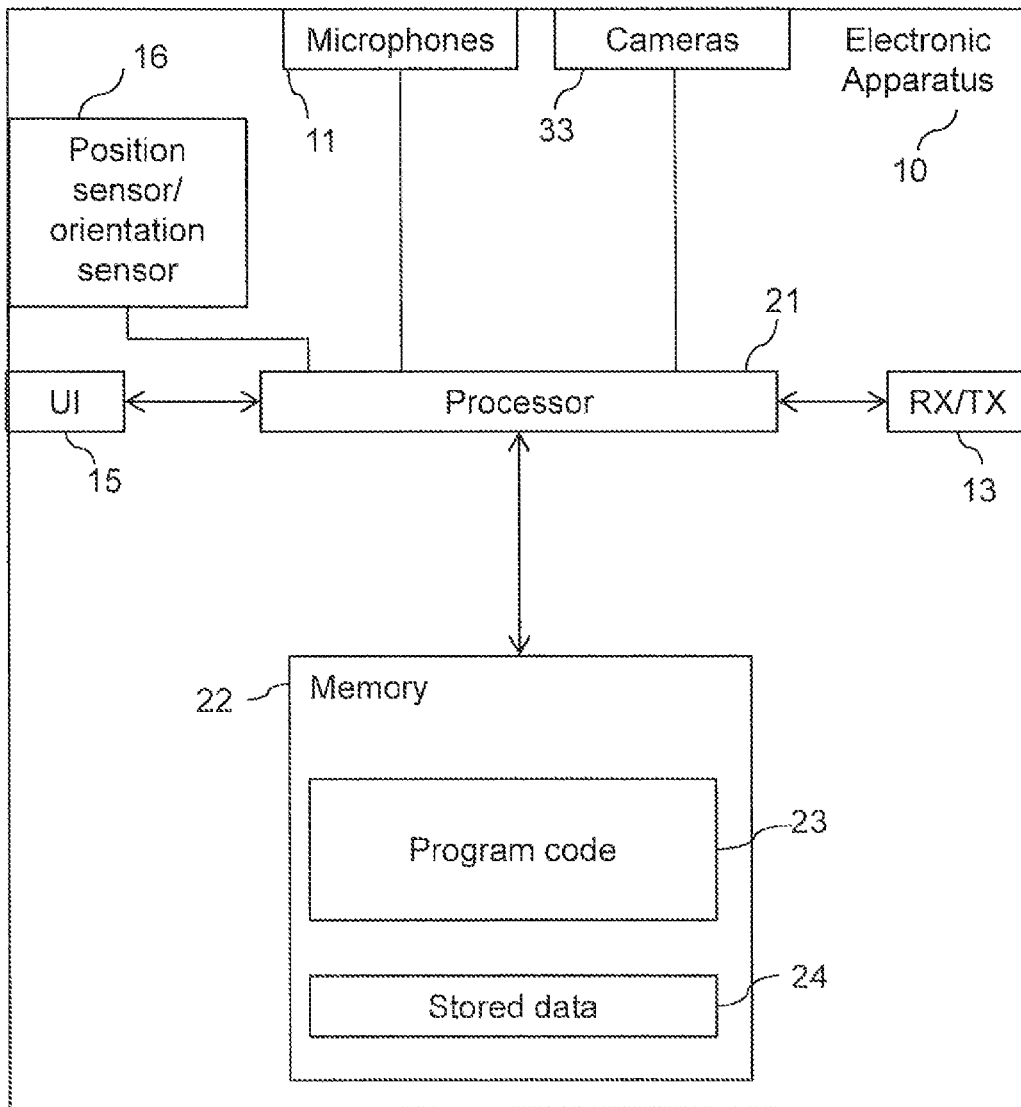 Microphones
Cameras
Electronic
Apparatus
16
11
33
10
Position
sensor/
orientation
sensor
21
UI
Processor
RX/TX
15
13
22
Memory
Program code
23
Stored data
24